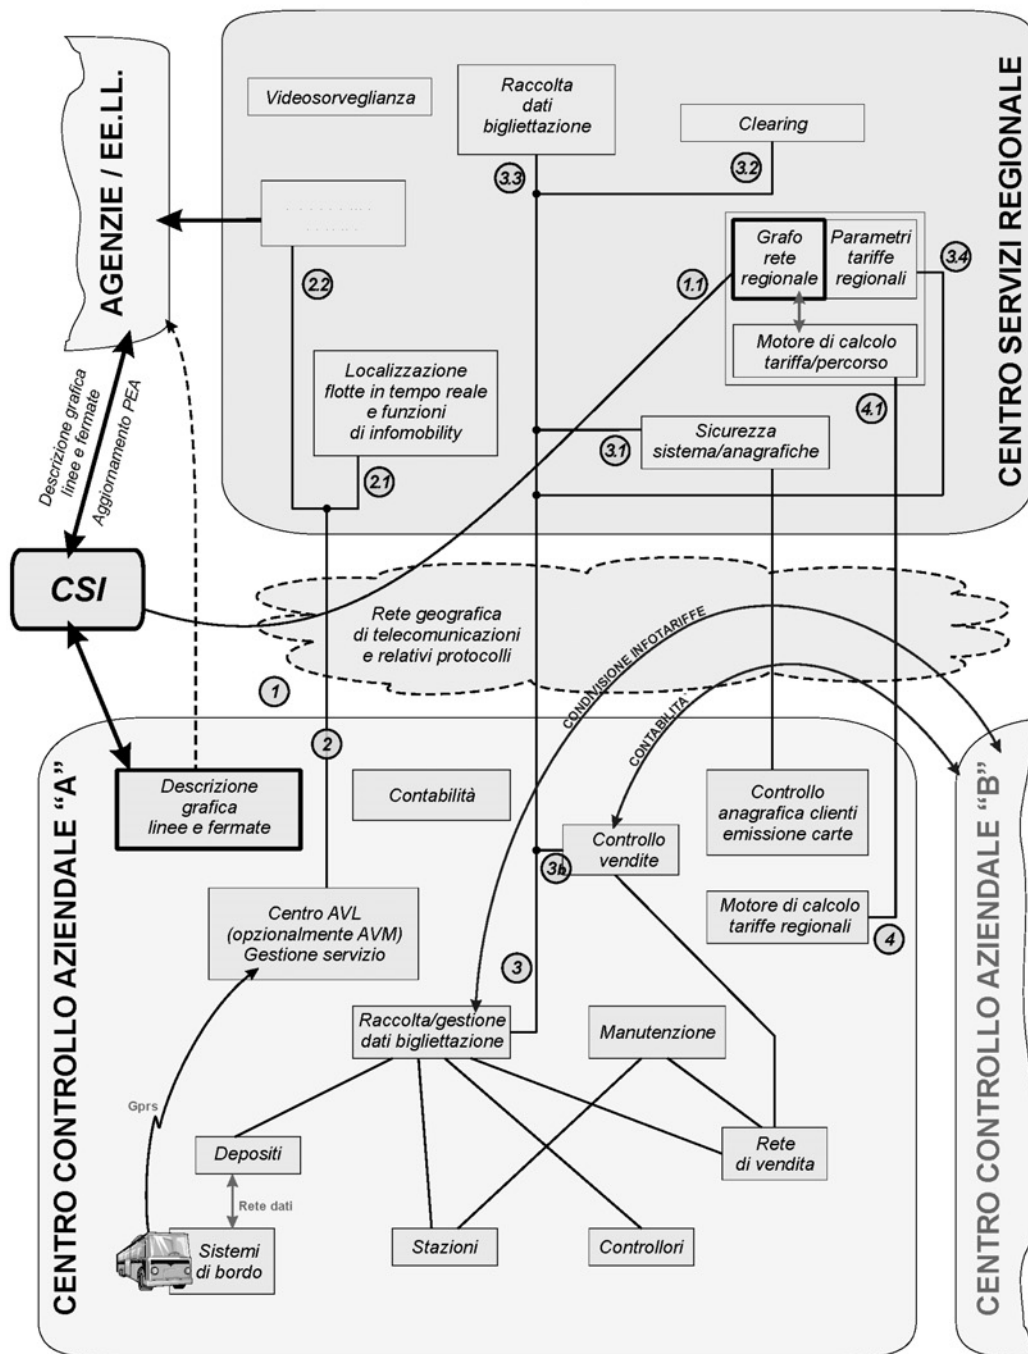 AGENZIE / EE.LL.
CENTRO SERVIZI REGIONALE
Videosorveglianza
Raccolta
dati
bigliettazione
Clearing
3.3
3.2
Grafo
rete
regionale
Parametri
tariffe
regionali
3.4
1.1
2.2
Motore di calcolo
tariffa/percorso
4.1
Localizzazione
flotte in tempo reale
e funzioni
di infomobility
2.1
3.1
Sicurezza
sistema/anagrafiche
Descrizione grafica
linee e fermate
Aggiornamento PEA
CSI
Rete geografica
di telecomunicazioni
e relativi protocolli
CONDIVISIONE INFOTARIFFE
CONTABILITA'
1
2
CENTRO CONTROLLO AZIENDALE "A"
Descrizione
grafica
linee e fermate
Contabilità
Controllo
vendite
3b
Controllo
anagrafica clienti
emissione carte
Centro AVL
(opzionalmente AVM)
Gestione servizio
Motore di calcolo
tariffe regionali
4
3
Raccolta/gestione
dati bigliettazione
Manutenzione
Gprs
Depositi
Rete
di vendita
Rete dati
Sistemi
di bordo
Stazioni
Controllori
CENTRO CONTROLLO AZIENDALE "B"